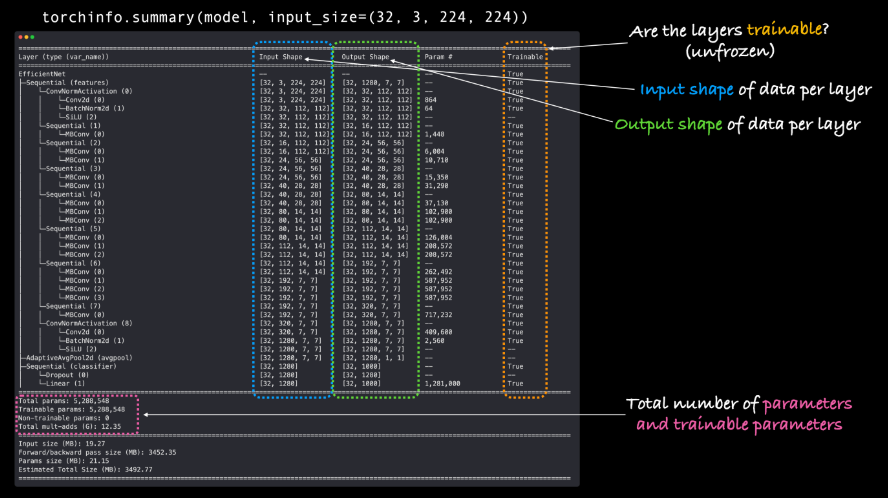 torchinfo.summary(model, input_size=(32, 3, 224, 224))
Are the layers trainable?
(unfrozen)
Input shape of data per layer
Output shape of data per layer
Layer (type (var_name)) Input Shape Output Shape Param # Trainable
EfficientNet —— —— —— True
├─Sequential (features) [32, 3, 224, 224] [32, 1280, 7, 7] —— True
│ └─ConvNormActivation (0) [32, 3, 224, 224] [32, 32, 112, 112] —— True
│ │ └─Conv2d (0) [32, 3, 224, 224] [32, 32, 112, 112] 864 True
│ │ └─BatchNorm2d (1) [32, 32, 112, 112] [32, 32, 112, 112] 64 True
│ │ └─SiLU (2) [32, 32, 112, 112] [32, 32, 112, 112] —— ——
│ └─Sequential (1) [32, 32, 112, 112] [32, 16, 112, 112] —— True
│ │ └─MBConv (0) [32, 32, 112, 112] [32, 16, 112, 112] 1,448 True
│ └─Sequential (2) [32, 16, 112, 112] [32, 24, 56, 56] —— True
│ │ └─MBConv (0) [32, 16, 112, 112] [32, 24, 56, 56] 6,004 True
│ │ └─MBConv (1) [32, 24, 56, 56] [32, 24, 56, 56] 10,710 True
│ └─Sequential (3) [32, 24, 56, 56] [32, 40, 28, 28] —— True
│ │ └─MBConv (0) [32, 24, 56, 56] [32, 40, 28, 28] 15,350 True
│ │ └─MBConv (1) [32, 40, 28, 28] [32, 40, 28, 28] 31,290 True
│ └─Sequential (4) [32, 40, 28, 28] [32, 80, 14, 14] —— True
│ │ └─MBConv (0) [32, 40, 28, 28] [32, 80, 14, 14] 37,130 True
│ │ └─MBConv (1) [32, 80, 14, 14] [32, 80, 14, 14] 102,900 True
│ │ └─MBConv (2) [32, 80, 14, 14] [32, 80, 14, 14] 102,900 True
│ └─Sequential (5) [32, 80, 14, 14] [32, 112, 14, 14] —— True
│ │ └─MBConv (0) [32, 80, 14, 14] [32, 112, 14, 14] 126,004 True
│ │ └─MBConv (1) [32, 112, 14, 14] [32, 112, 14, 14] 208,572 True
│ │ └─MBConv (2) [32, 112, 14, 14] [32, 112, 14, 14] 208,572 True
│ └─Sequential (6) [32, 112, 14, 14] [32, 192, 7, 7] —— True
│ │ └─MBConv (0) [32, 112, 14, 14] [32, 192, 7, 7] 262,492 True
│ │ └─MBConv (1) [32, 192, 7, 7] [32, 192, 7, 7] 587,952 True
│ │ └─MBConv (2) [32, 192, 7, 7] [32, 192, 7, 7] 587,952 True
│ │ └─MBConv (3) [32, 192, 7, 7] [32, 192, 7, 7] 587,952 True
│ └─Sequential (7) [32, 192, 7, 7] [32, 320, 7, 7] —— True
│ │ └─MBConv (0) [32, 192, 7, 7] [32, 320, 7, 7] 717,232 True
│ └─ConvNormActivation (8) [32, 320, 7, 7] [32, 1280, 7, 7] —— True
│ │ └─Conv2d (0) [32, 320, 7, 7] [32, 1280, 7, 7] 409,600 True
│ │ └─BatchNorm2d (1) [32, 1280, 7, 7] [32, 1280, 7, 7] 2,560 True
│ │ └─SiLU (2) [32, 1280, 7, 7] [32, 1280, 7, 7] —— ——
├─AdaptiveAvgPool2d (avgpool) [32, 1280, 7, 7] [32, 1280, 1, 1] —— ——
├─Sequential (classifier) [32, 1280] [32, 1000] —— True
│ └─Dropout (0) [32, 1280] [32, 1280] —— ——
│ └─Linear (1) [32, 1280] [32, 1000] 1,281,000 True
Total params: 5,288,548
Trainable params: 5,288,548
Non-trainable params: 0
Total mult-adds (G): 12.35
Total number of parameters
and trainable parameters
Input size (MB): 19.27
Forward/backward pass size (MB): 3452.35
Params size (MB): 21.15
Estimated Total Size (MB): 3492.77